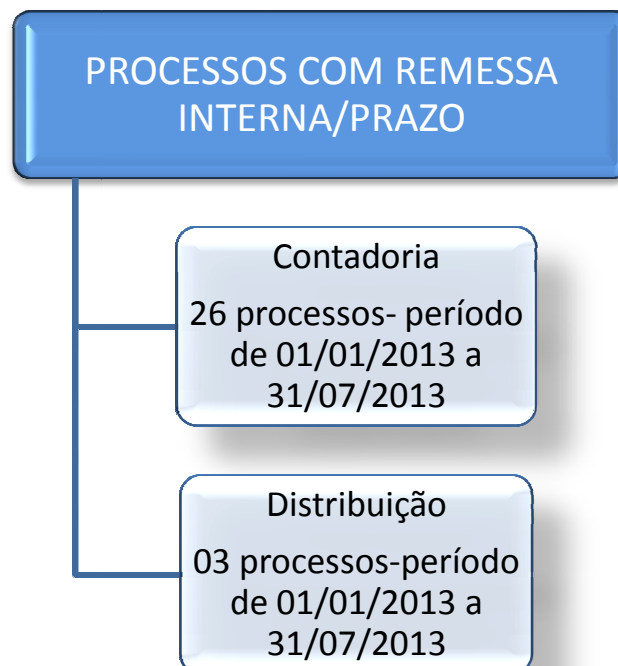 PROCESSOS COM REMESSA
INTERNA/PRAZO
Contadoria
26 processos- período
de 01/01/2013 a
31/07/2013
Distribuição
03 processos-período
de 01/01/2013 a
31/07/2013